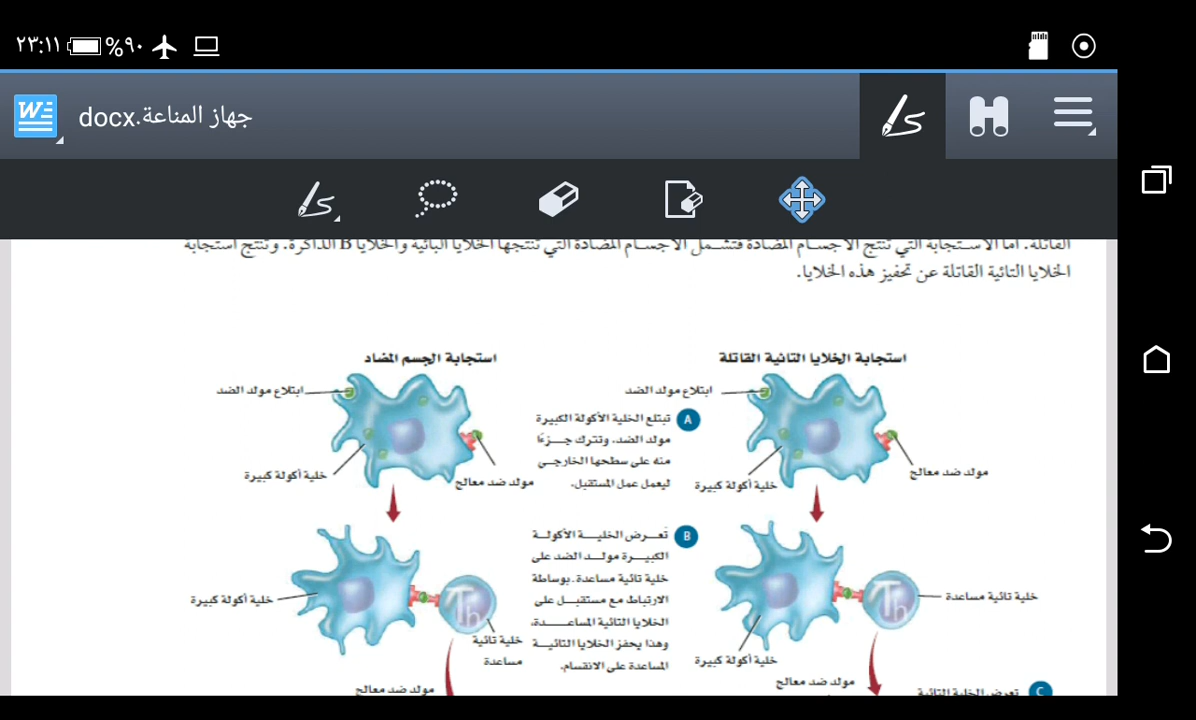 ٢٣:١١ %٩٠
جهاز المناعة.docx
القاتلة. أما الاستجابة التي تنتج الأجسام المضادة فتشمل الأجسام المضادة التي تنتجها الخلايا البائية والخلايا B الذاكرة. وتنتج استجابة
الخلايا التائية القاتلة عن تحفيز هذه الخلايا.
استجابة الخلايا التائية القاتلة
استجابة الجسم المضاد
ابتلاع مولد الضد
ابتلاع مولد الضد
A
تبتلع الخلية الأكولة الكبيرة
مولد الضد، وتترك جزءًا
منه على سطحها الخارجي
ليعمل عمل المستقبل.
مولد ضد معالج
خلية أكولة كبيرة
مولد ضد معالج
خلية أكولة كبيرة
B
تعرض الخلية الأكولة
الكبيرة مولد الضد على
خلية تائية مساعدة، بوساطة
الارتباط مع مستقبل على
الخلايا التائية المساعدة،
وهذا يحفز الخلايا التائية
المساعدة على الانقسام.
Th
خلية تائية مساعدة
خلية أكولة كبيرة
Th
خلية تائية
مساعدة
خلية أكولة كبيرة
مولد ضد معالج
مولد ضد معالج
C
تعرض الخلية التائية